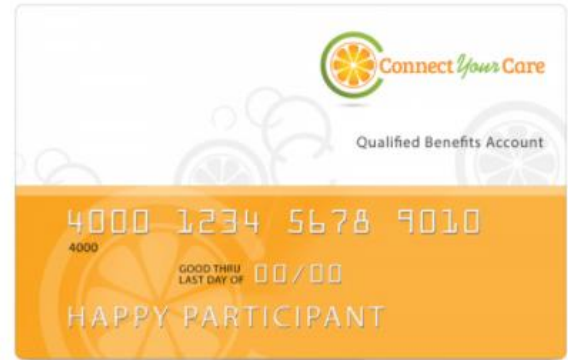 Connect Your Care
Qualified Benefits Account
4000 1234 5678 9010
4000
GOOD THRU
LAST DAY OF 00/00
HAPPY PARTICIPANT